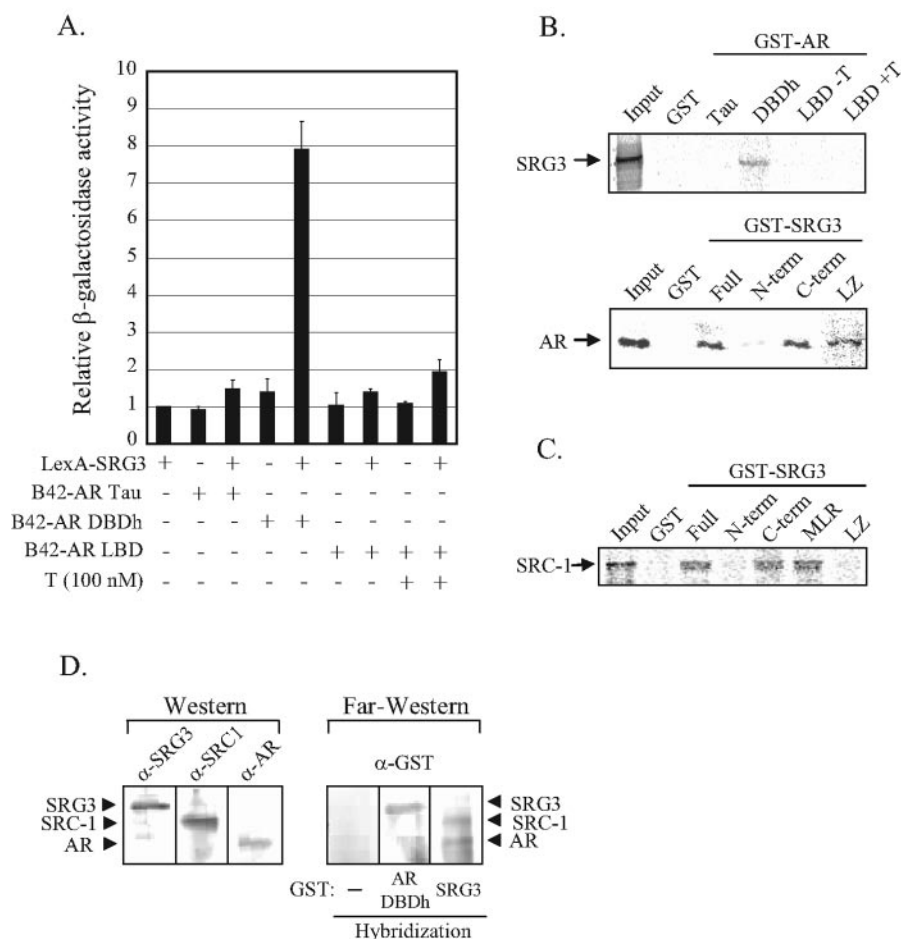 A.
Relative β-galactosidase activity
10
9
8
7
6
5
4
3
2
1
0
LexA-SRG3 + - + - + - + - +
B42-AR Tau - + + - - - - - -
B42-AR DBDh - - - + + - - - -
B42-AR LBD - - - - - + + + +
T (100 nM) - - - - - - - + +
B.
GST-AR
Input GST Tau DBDh LBD -T LBD +T
SRG3
GST-SRG3
Input GST Full N-term C-term LZ
AR
C.
GST-SRG3
Input GST Full N-term C-term MLR LZ
SRC-1
D.
Western
α-SRG3 α-SRC1 α-AR
SRG3
SRC-1
AR
Far-Western
α-GST
SRG3
SRC-1
AR
GST: – AR DBDh SRG3
Hybridization